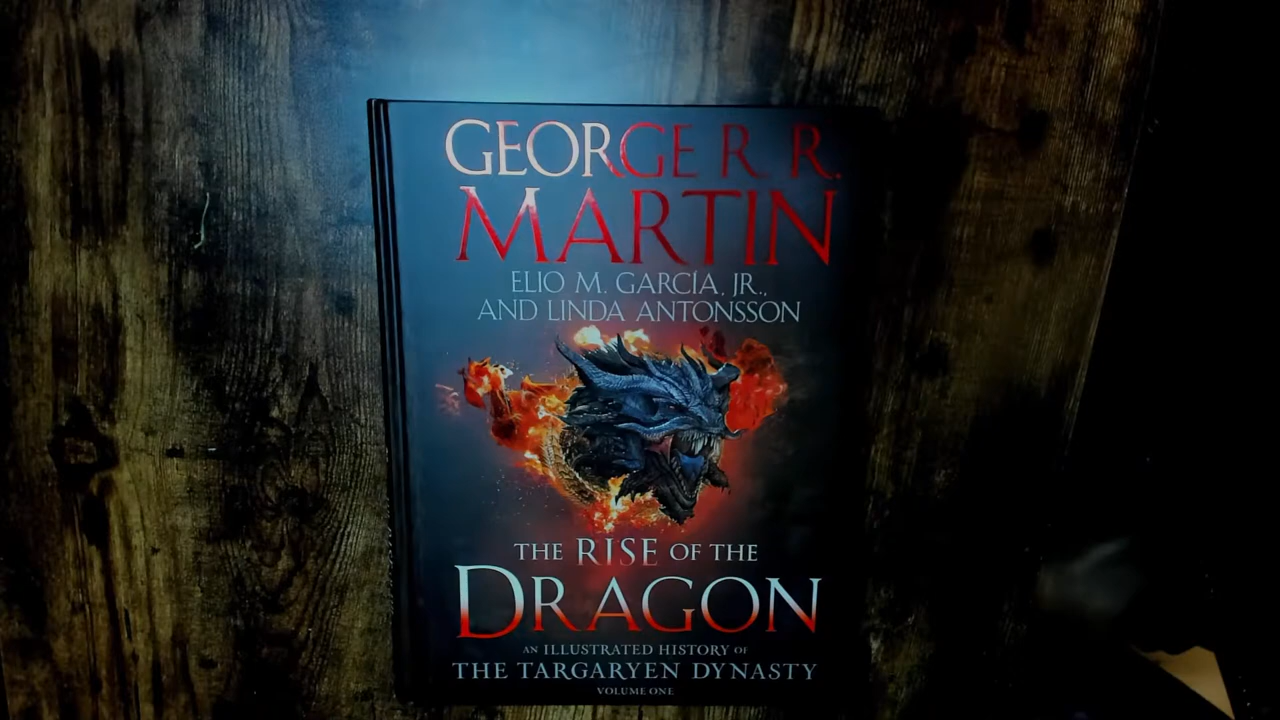 GEORGE R. R.
MARTIN
ELIO M. GARCÍA, JR.,
AND LINDA ANTONSSON
THE RISE OF THE
DRAGON
AN ILLUSTRATED HISTORY OF
THE TARGARYEN DYNASTY
VOLUME ONE